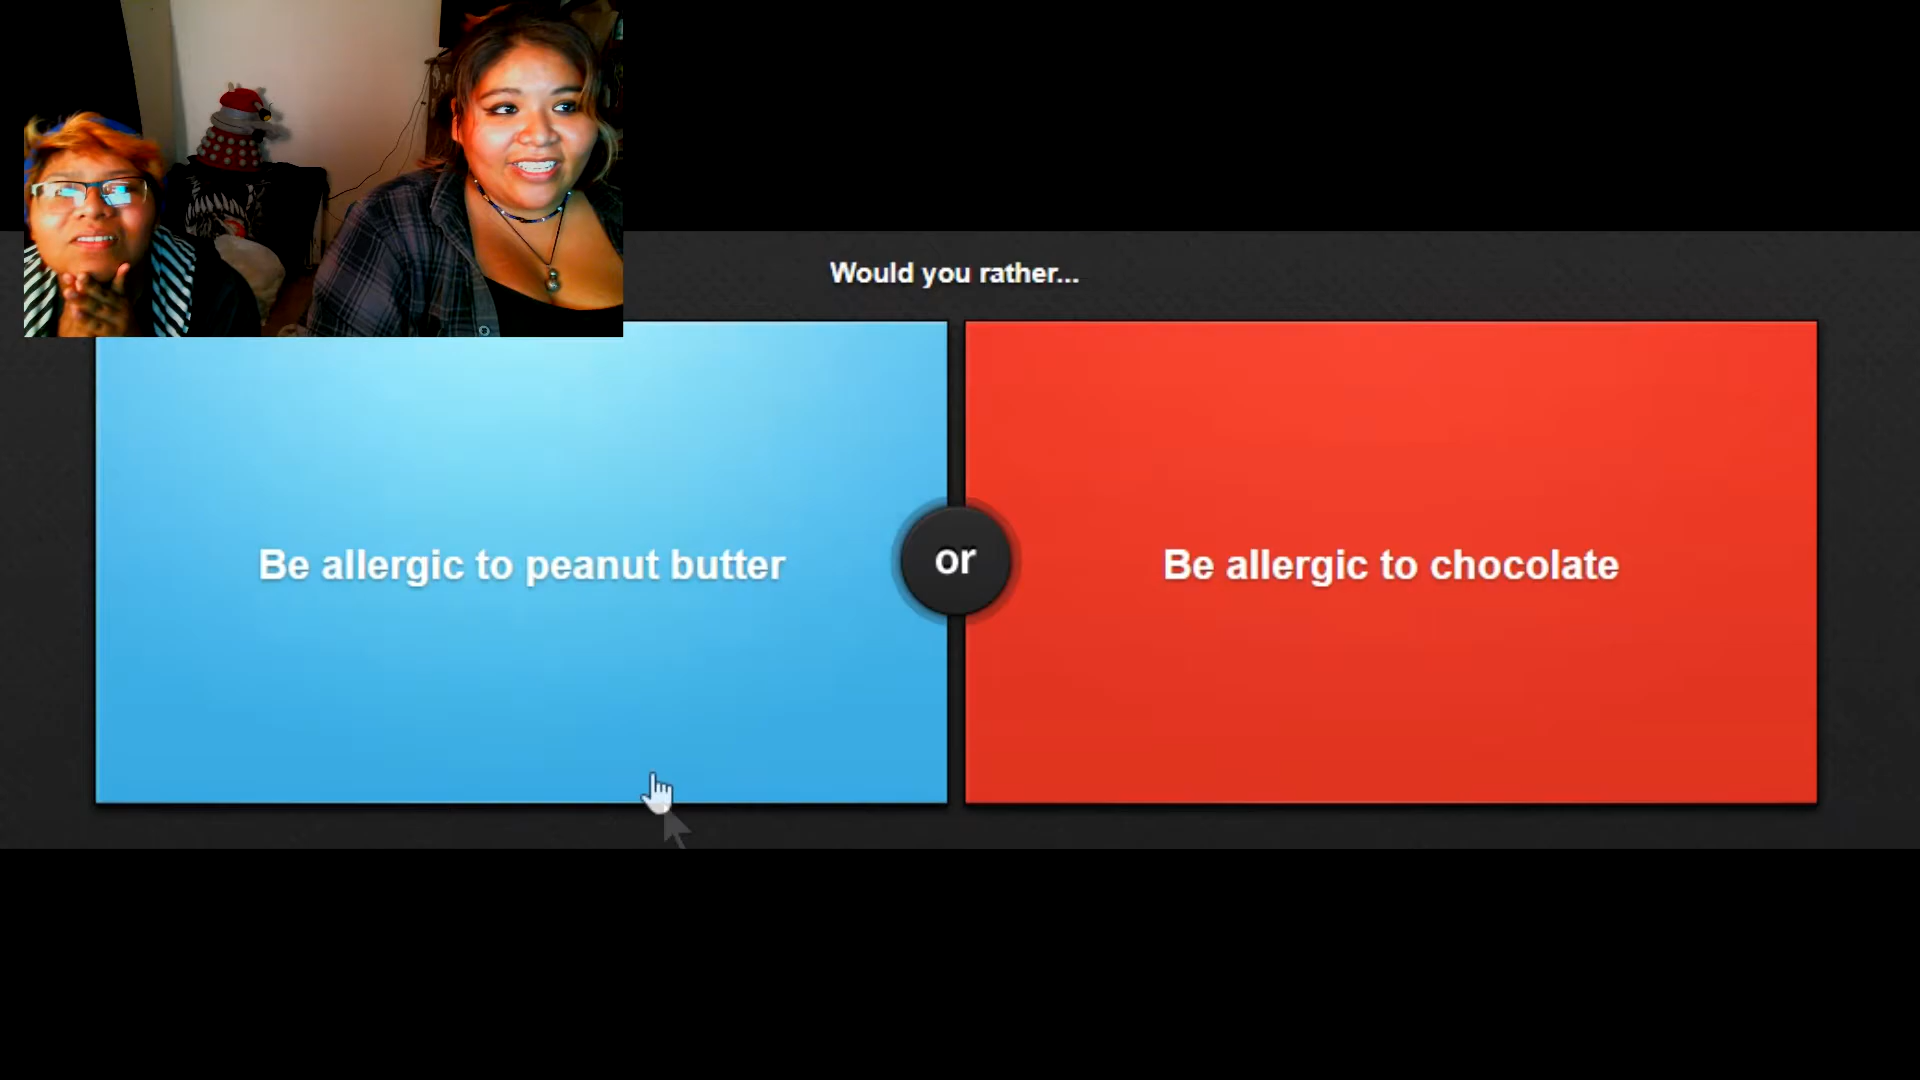 Would you rather...
Be allergic to peanut butter
or
Be allergic to chocolate